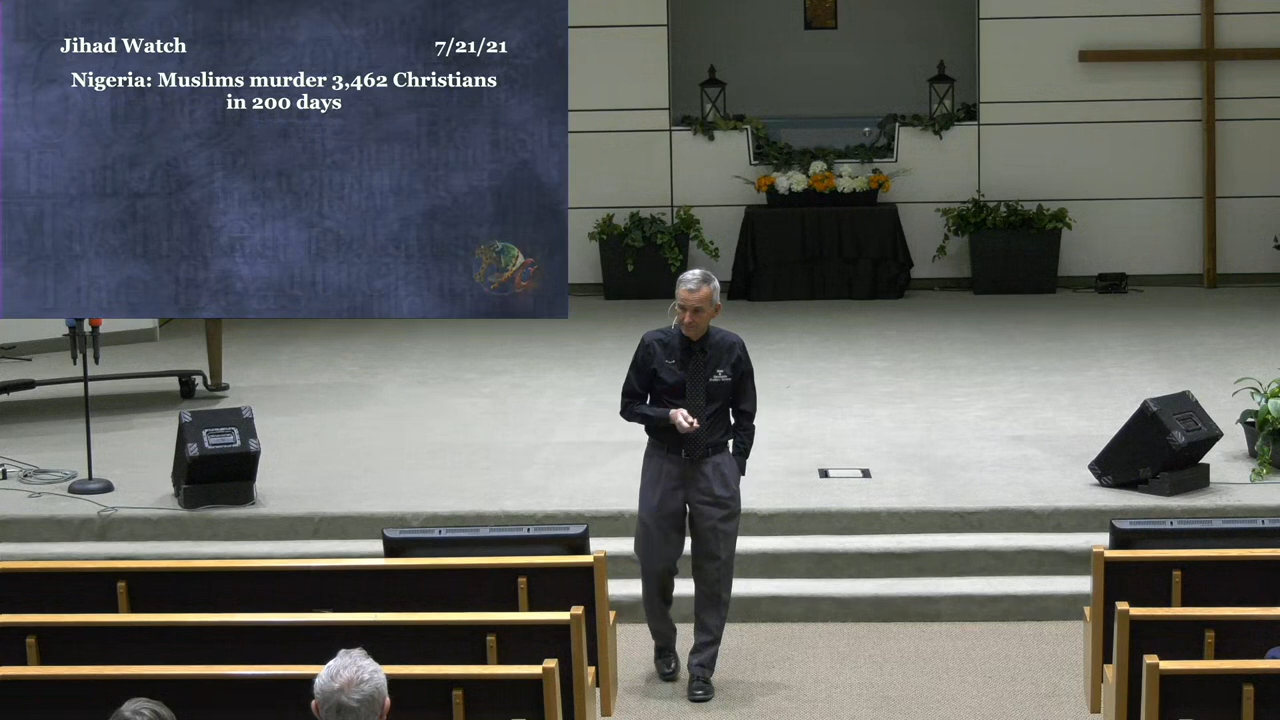 Jihad Watch 7/21/21
Nigeria: Muslims murder 3,462 Christians
in 200 days